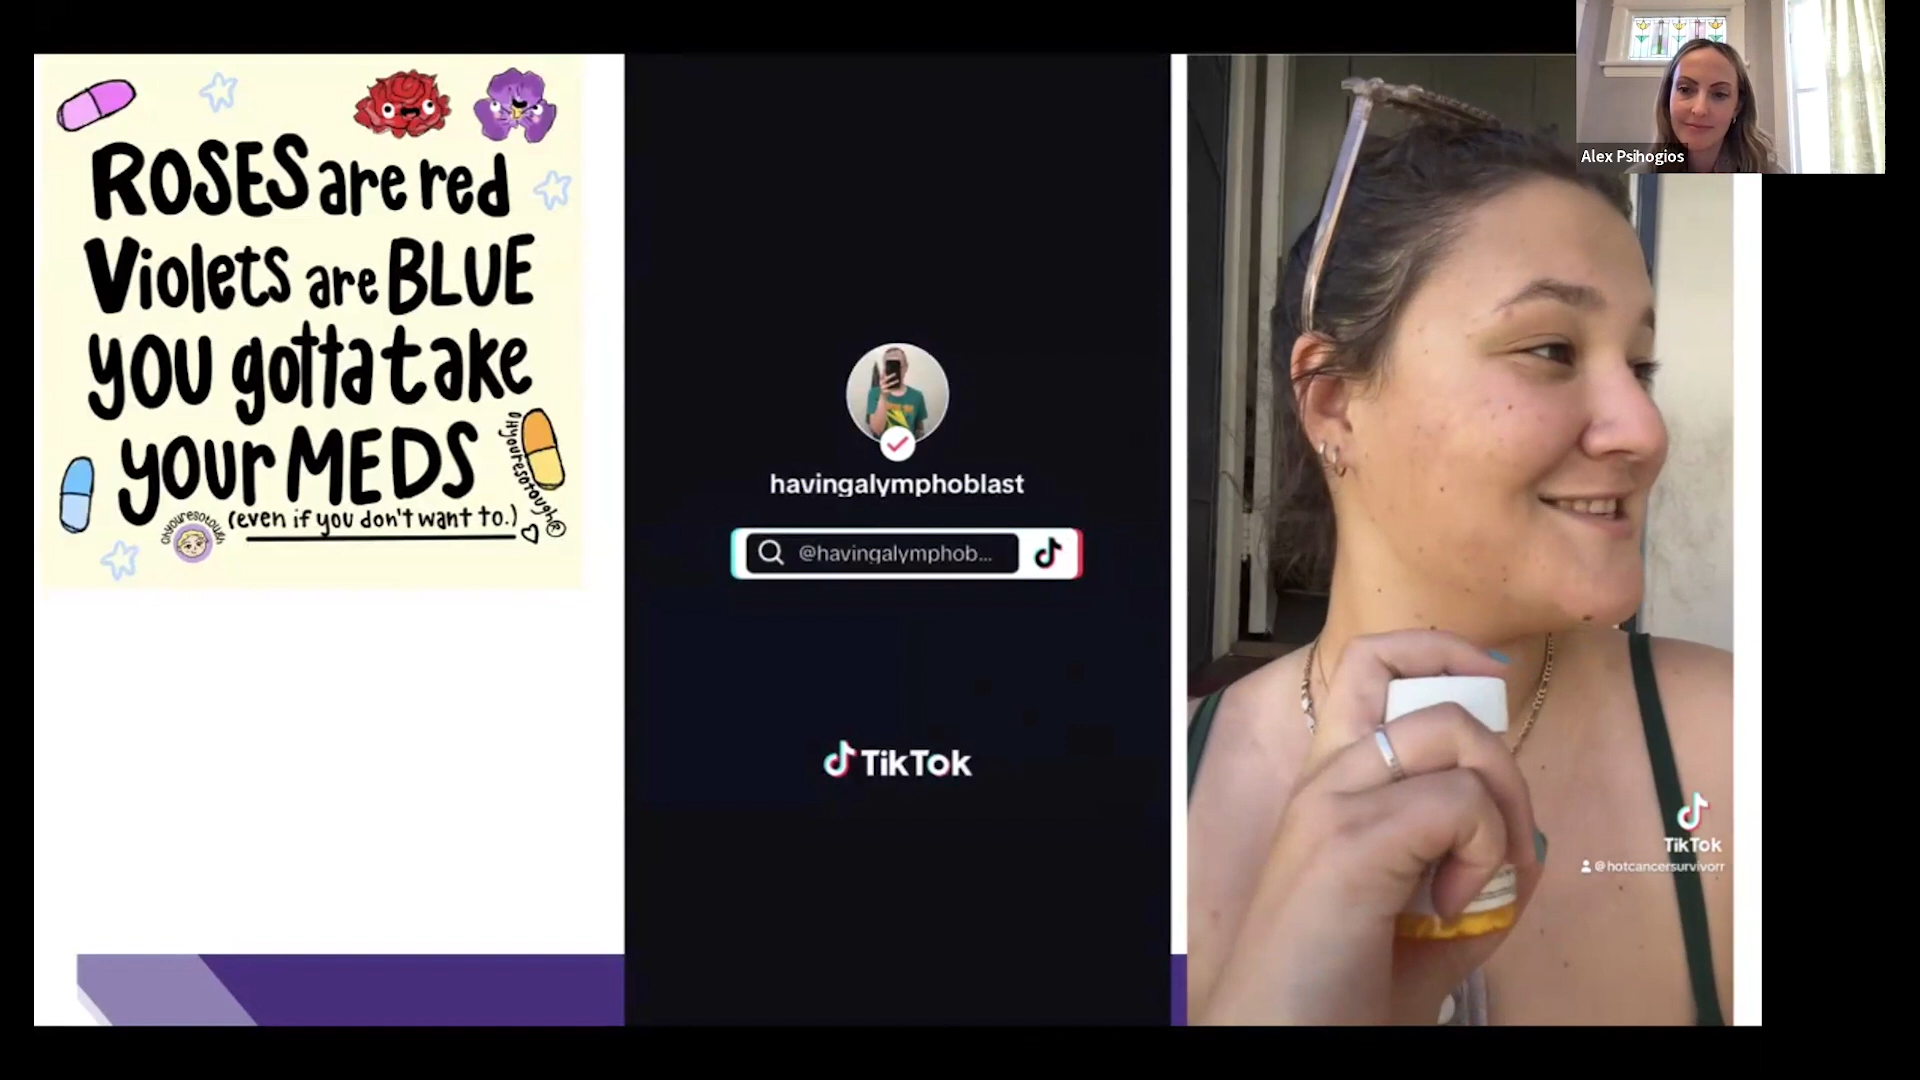 ROSES are red
Violets are BLUE
you gotta take
your MEDS
(even if you don't want to.)
@ohyouresotough
ohyouresotough
havingalymphoblast
@havingalymphob...
TikTok
TikTok
@hotcancersurvivorr
Alex Psihogios